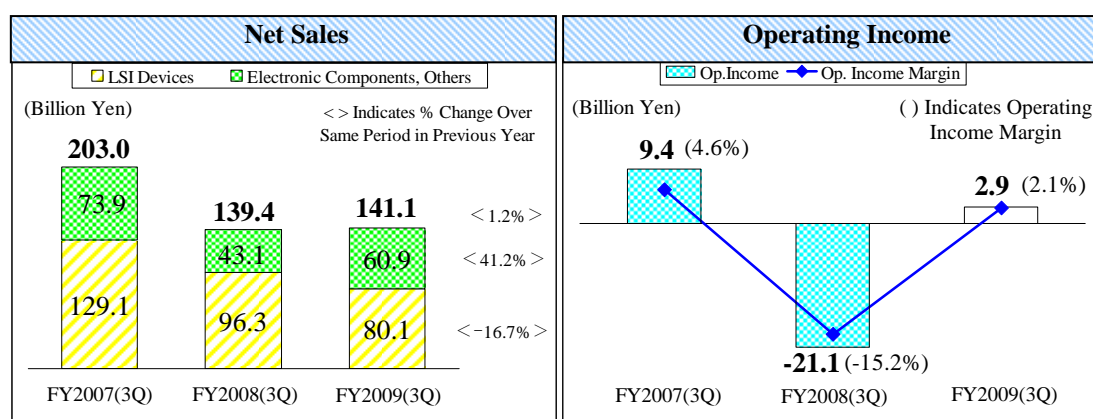 Net Sales
LSI Devices Electronic Components, Others
(Billion Yen)
< > Indicates % Change Over
Same Period in Previous Year
203.0
139.4
141.1
< 1.2% >
73.9
43.1
60.9
< 41.2% >
129.1
96.3
80.1
< -16.7% >
FY2007(3Q) FY2008(3Q) FY2009(3Q)
Operating Income
Op.Income Op. Income Margin
(Billion Yen)
( ) Indicates Operating
Income Margin
9.4 (4.6%)
2.9 (2.1%)
-21.1 (-15.2%)
FY2007(3Q) FY2008(3Q) FY2009(3Q)